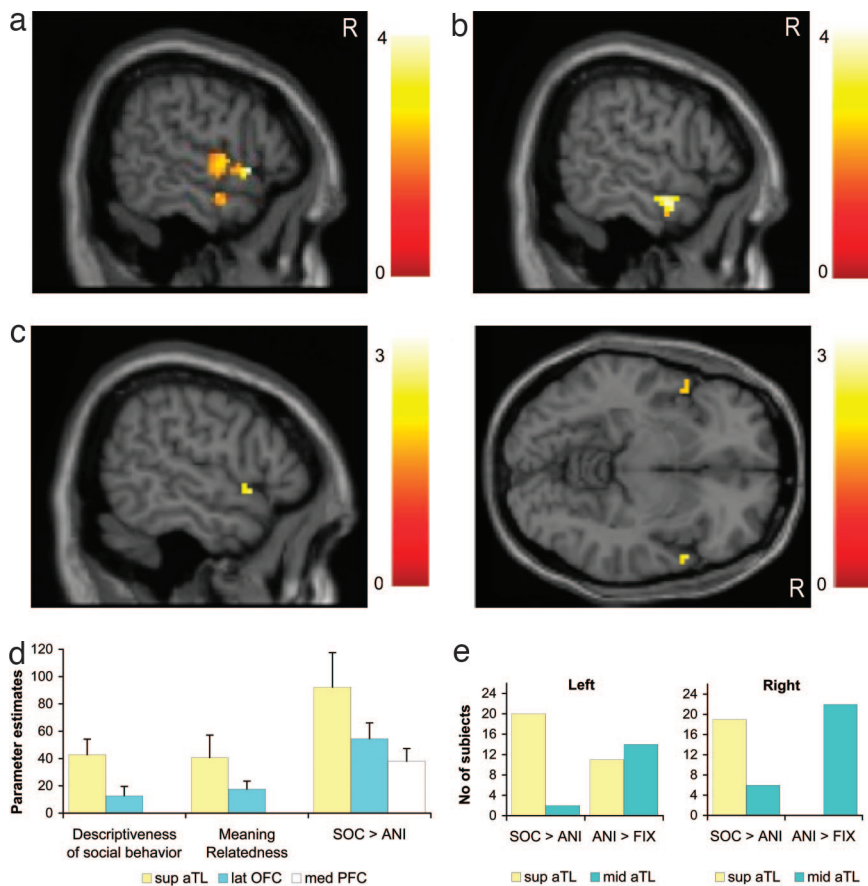 a
R
4
0
b
R
4
0
c
3
0
R
3
0
d
120
100
80
60
40
20
0
Parameter estimates
Descriptiveness
of social behavior
Meaning
Relatedness
SOC > ANI
sup aTL
lat OFC
med PFC
e
Left
24
20
16
12
8
4
0
No of subjects
SOC > ANI
ANI > FIX
sup aTL
mid aTL
Right
24
20
16
12
8
4
0
SOC > ANI
ANI > FIX
sup aTL
mid aTL